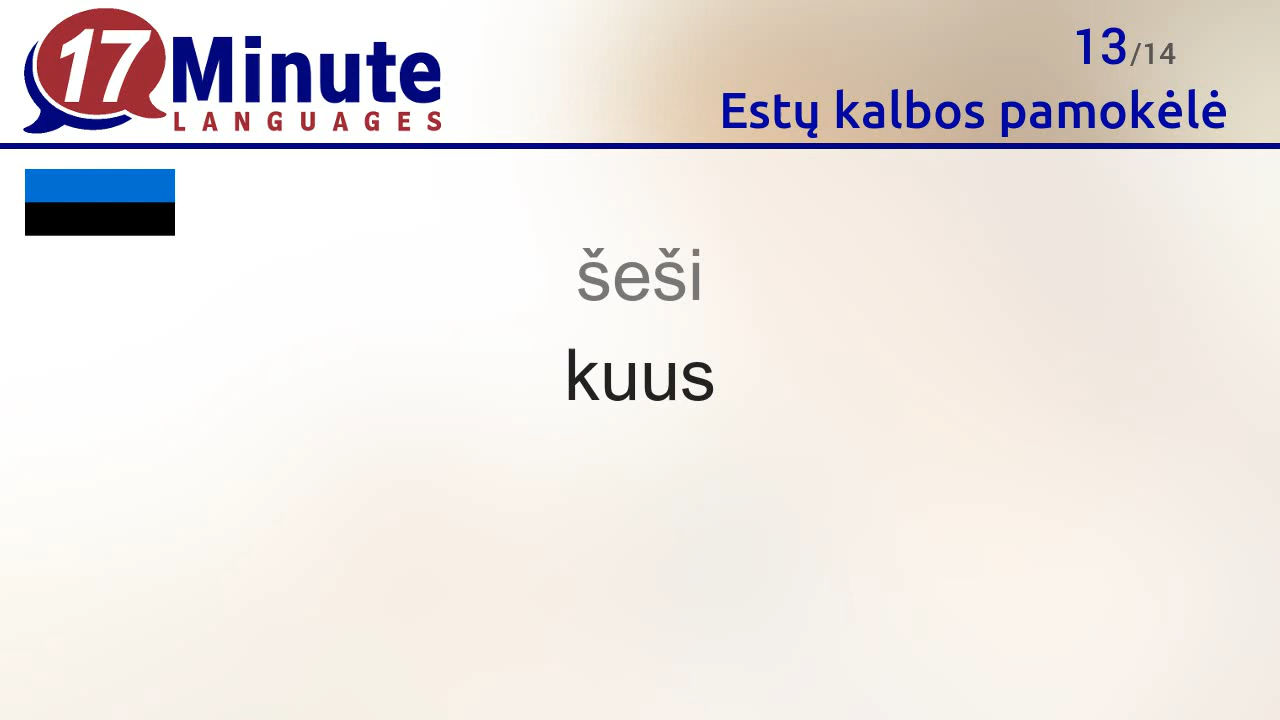 17 Minute
LANGUAGES
13/14
Estų kalbos pamokėlė
šeši
kuus